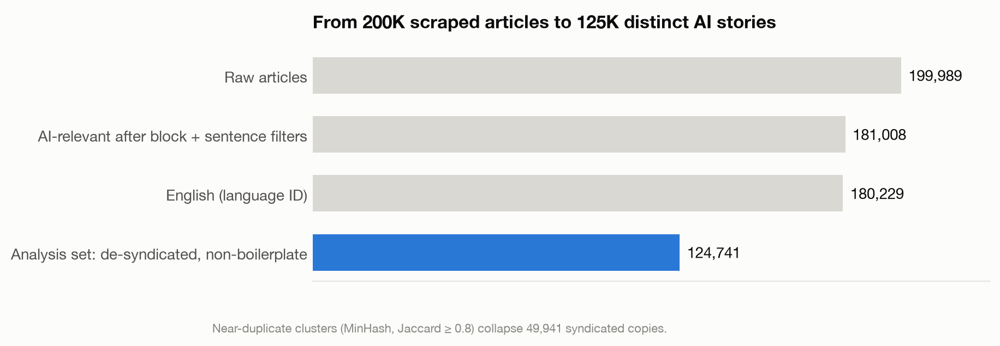 From 200K scraped articles to 125K distinct AI stories
Raw articles 199,989
AI-relevant after block + sentence filters 181,008
English (language ID) 180,229
Analysis set: de-syndicated, non-boilerplate 124,741
Near-duplicate clusters (MinHash, Jaccard ≥ 0.8) collapse 49,941 syndicated copies.